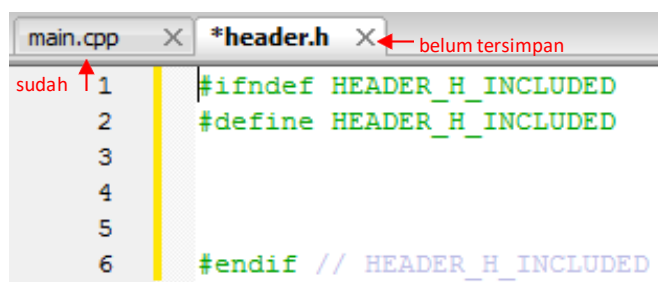 main.cpp *header.h belum tersimpan
sudah 1 #ifndef HEADER_H_INCLUDED
2 #define HEADER_H_INCLUDED
3
4
5
6 #endif // HEADER_H_INCLUDED